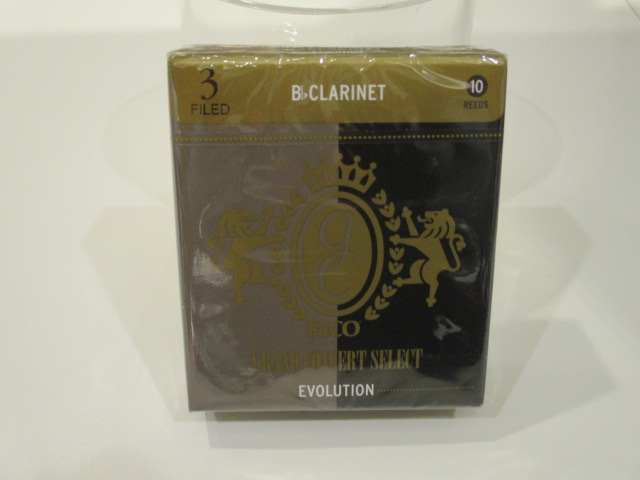 3
FILED
B♭CLARINET
10
REEDS
RICO
GRAND CONCERT SELECT
EVOLUTION